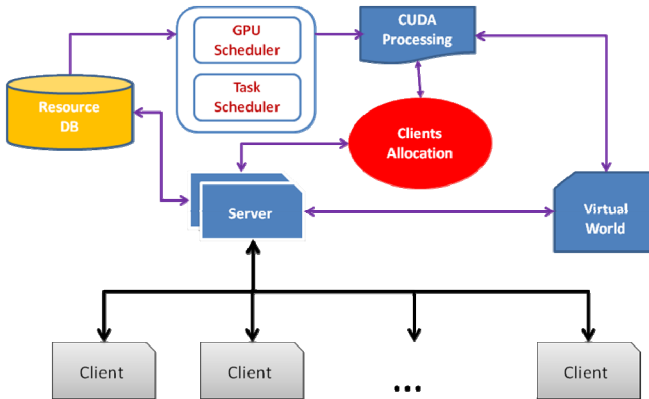 GPU
Scheduler
CUDA
Processing
Task
Scheduler
Resource
DB
Clients
Allocation
Server
Virtual
World
Client
Client
...
Client